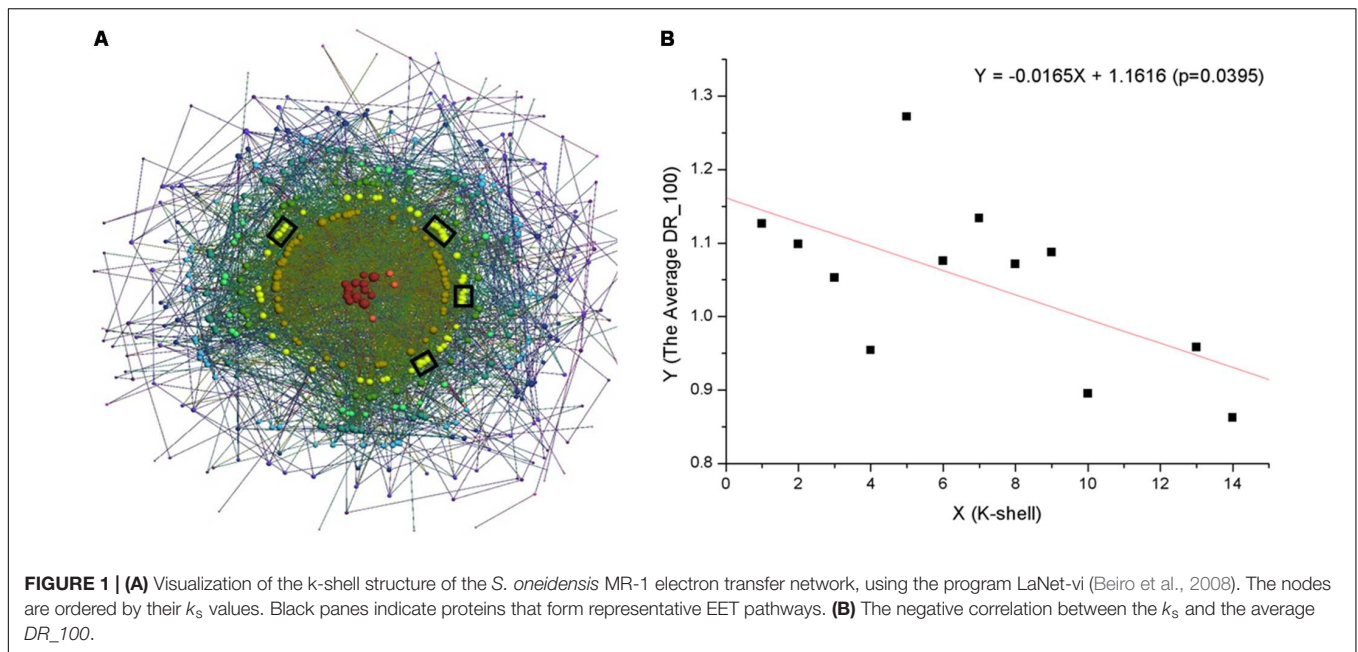 A
B
Y = -0.0165X + 1.1616 (p=0.0395)
Y (The Average DR_100)
1.3
1.2
1.1
1.0
0.9
0.8
0 2 4 6 8 10 12 14
X (K-shell)
FIGURE 1 | (A) Visualization of the k-shell structure of the S. oneidensis MR-1 electron transfer network, using the program LaNet-vi (Beiro et al., 2008). The nodes
are ordered by their ks values. Black panes indicate proteins that form representative EET pathways. (B) The negative correlation between the ks and the average
DR_100.